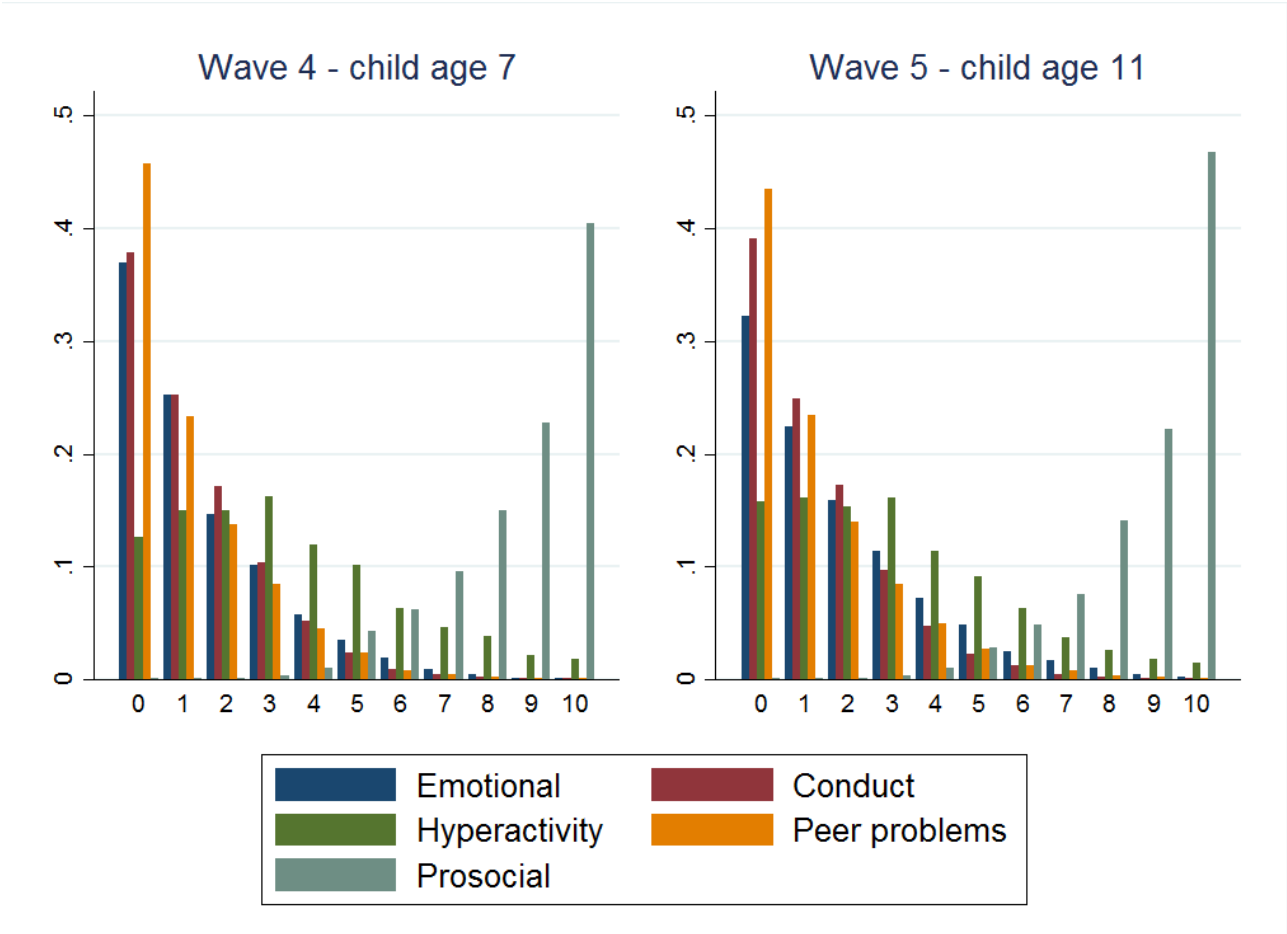 Wave 4 - child age 7
.5
.4
.3
.2
.1
0
0 1 2 3 4 5 6 7 8 9 10
Wave 5 - child age 11
.5
.4
.3
.2
.1
0
0 1 2 3 4 5 6 7 8 9 10
Emotional Conduct
Hyperactivity Peer problems
Prosocial